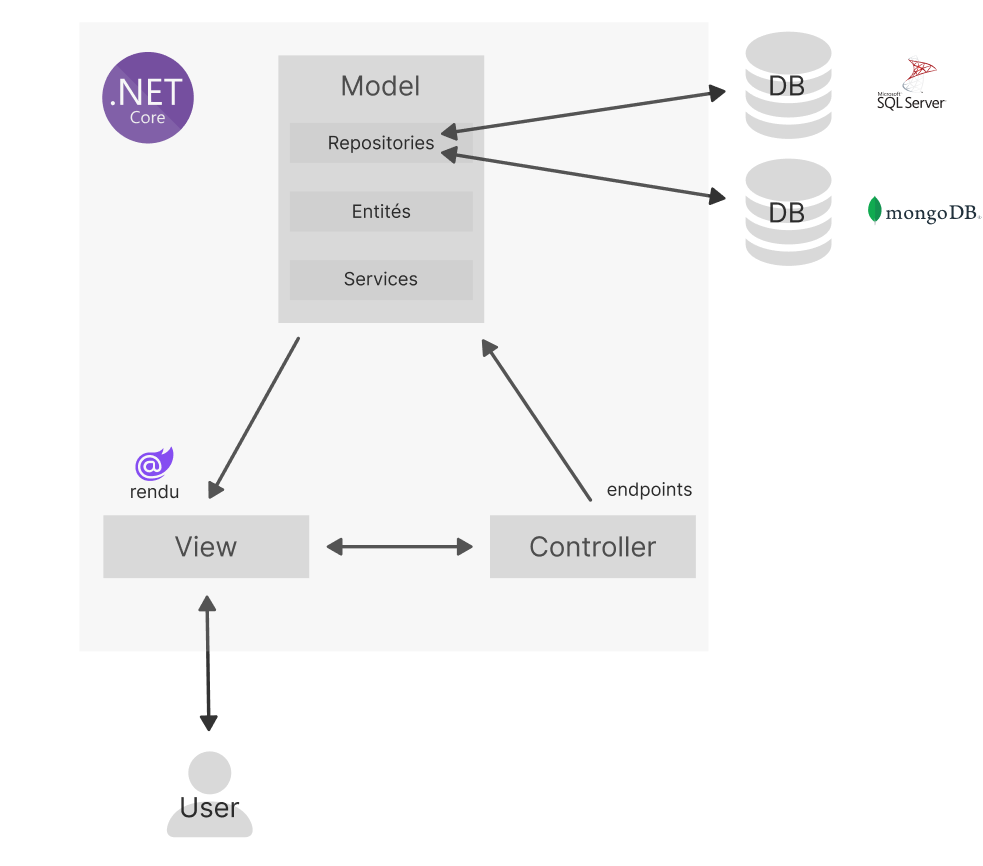 .NET
Core
Model
Repositories
Entités
Services
DB
Microsoft
SQL Server
DB
mongoDB
rendu
View
endpoints
Controller
User